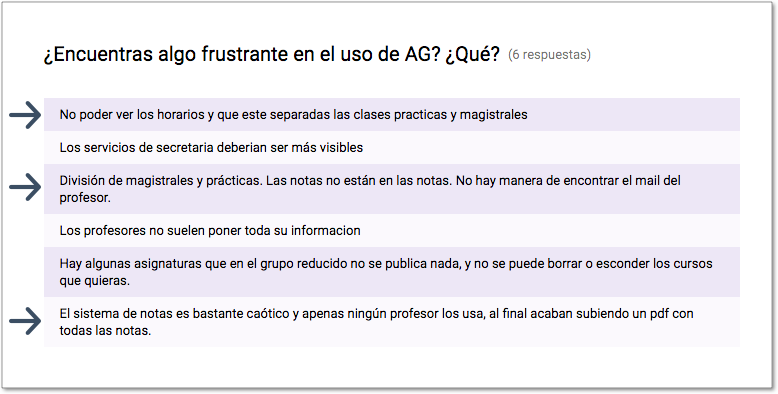 ¿Encuentras algo frustrante en el uso de AG? ¿Qué? (6 respuestas)
No poder ver los horarios y que este separadas las clases practicas y magistrales
Los servicios de secretaria deberian ser más visibles
División de magistrales y prácticas. Las notas no están en las notas. No hay manera de encontrar el mail del
profesor.
Los profesores no suelen poner toda su informacion
Hay algunas asignaturas que en el grupo reducido no se publica nada, y no se puede borrar o esconder los cursos
que quieras.
El sistema de notas es bastante caótico y apenas ningún profesor los usa, al final acaban subiendo un pdf con
todas las notas.